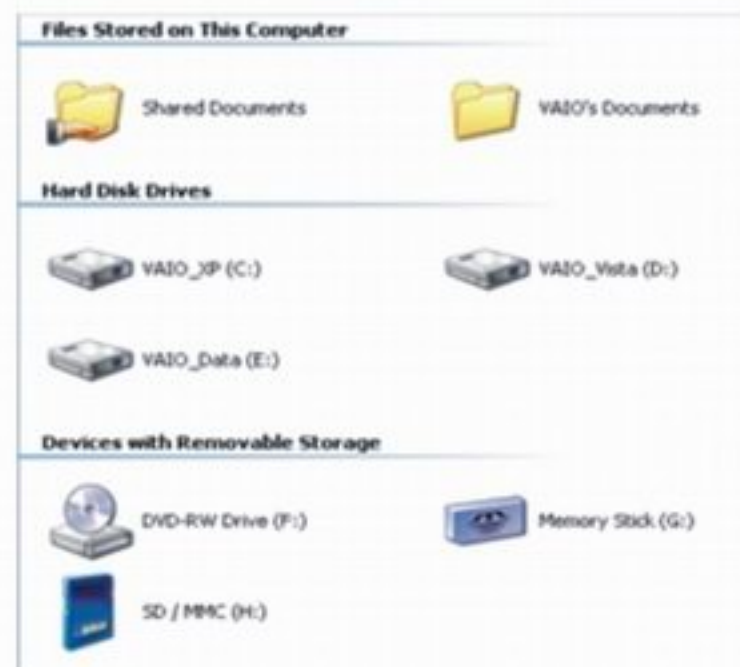 Files Stored on This Computer
Shared Documents
VAIO's Documents
Hard Disk Drives
VAIO_XP (C:)
VAIO_Vista (D:)
VAIO_Data (E:)
Devices with Removable Storage
DVD-RW Drive (F:)
Memory Stick (G:)
SD / MMC (H:)